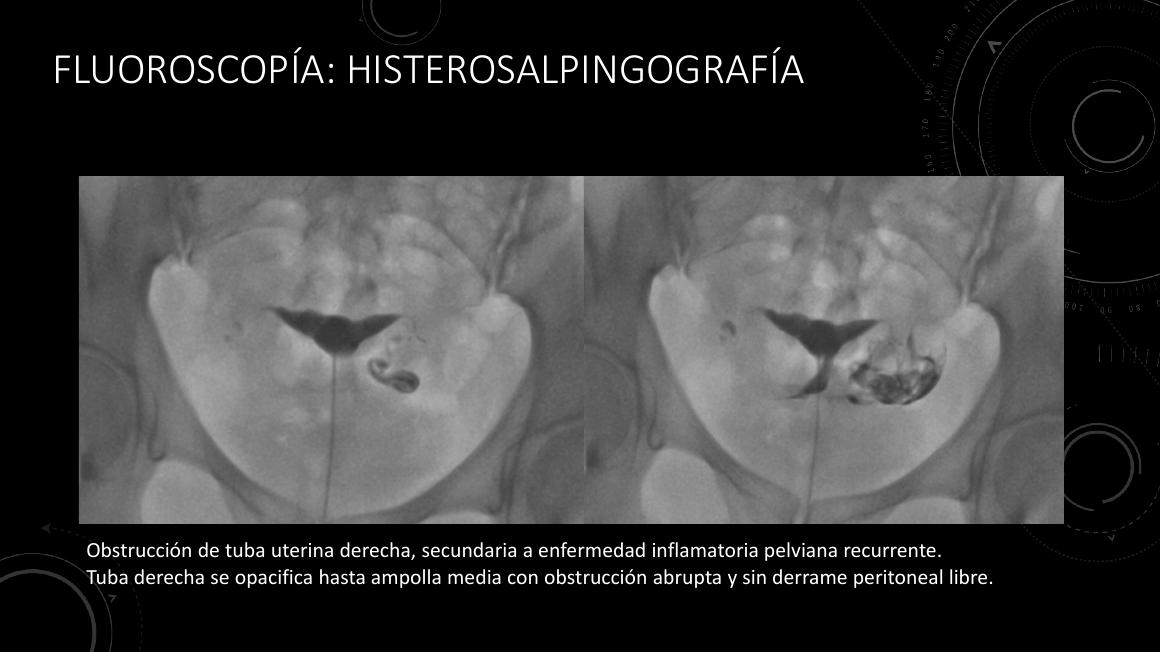 FLUOROSCOPÍA: HISTEROSALPINGOGRAFÍA
Obstrucción de tuba uterina derecha, secundaria a enfermedad inflamatoria pelviana recurrente.
Tuba derecha se opacifica hasta ampolla media con obstrucción abrupta y sin derrame peritoneal libre.